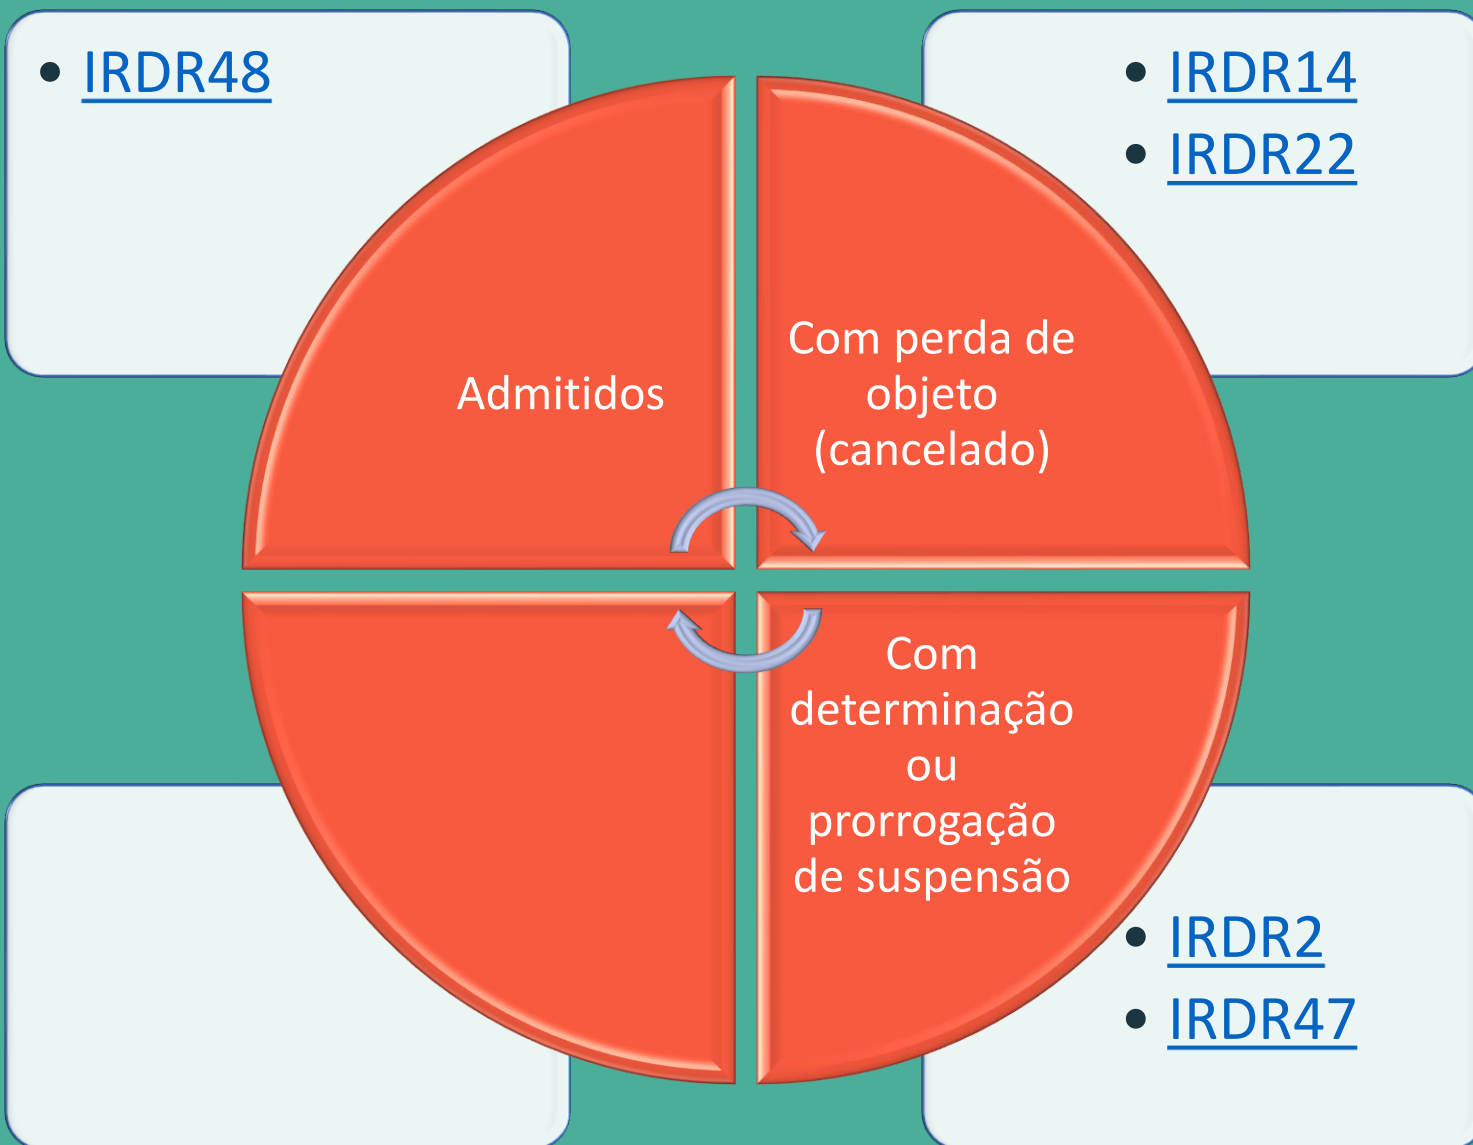 • IRDR48
• IRDR14
• IRDR22
Admitidos
Com perda de
objeto
(cancelado)
Com
determinação
ou
prorrogação
de suspensão
• IRDR2
• IRDR47